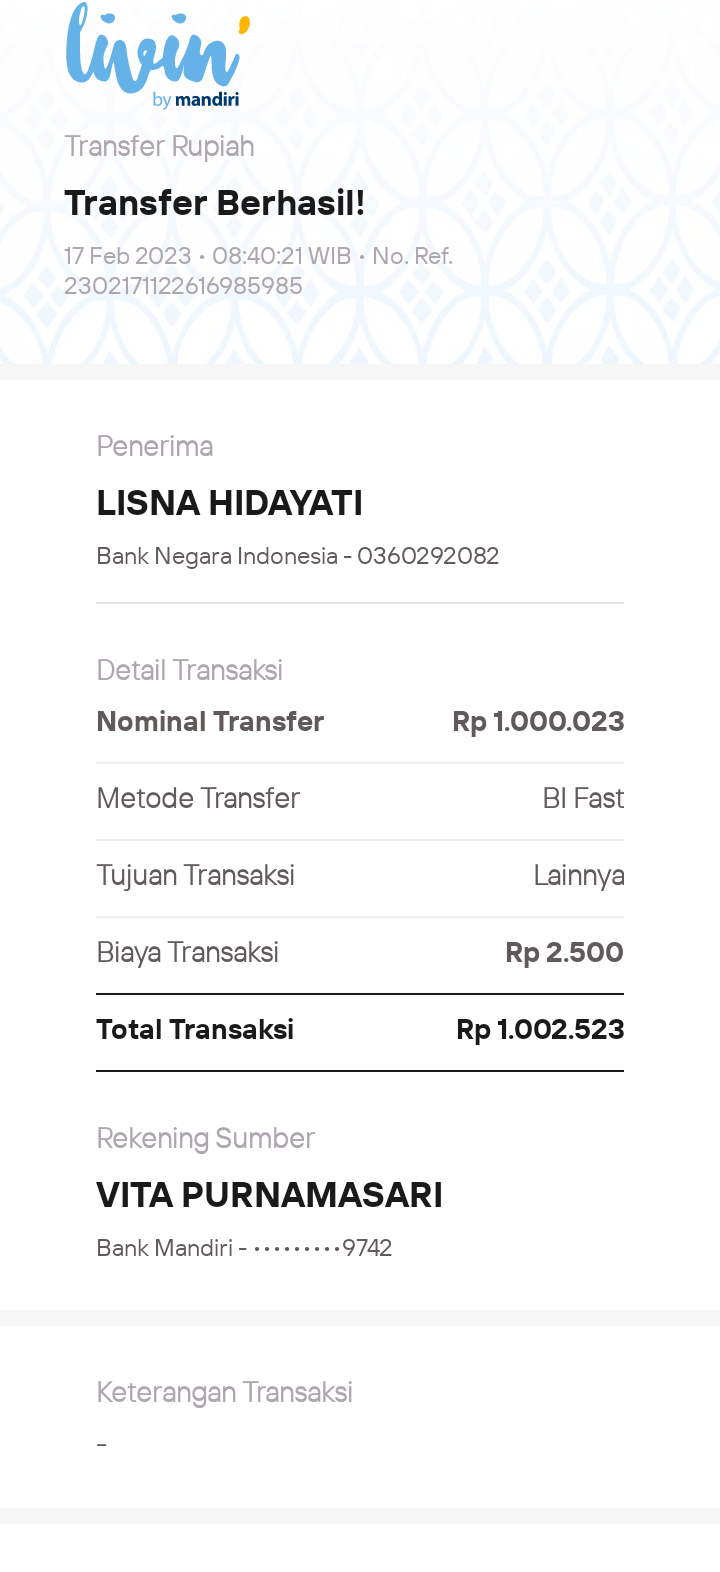 livin'
by mandiri
Transfer Rupiah
Transfer Berhasil!
17 Feb 2023 • 08:40:21 WIB • No. Ref.
2302171122616985985
Penerima
LISNA HIDAYATI
Bank Negara Indonesia - 0360292082
Detail Transaksi
Nominal Transfer Rp 1.000.023
Metode Transfer BI Fast
Tujuan Transaksi Lainnya
Biaya Transaksi Rp 2.500
Total Transaksi Rp 1.002.523
Rekening Sumber
VITA PURNAMASARI
Bank Mandiri - •••••••••9742
Keterangan Transaksi
-